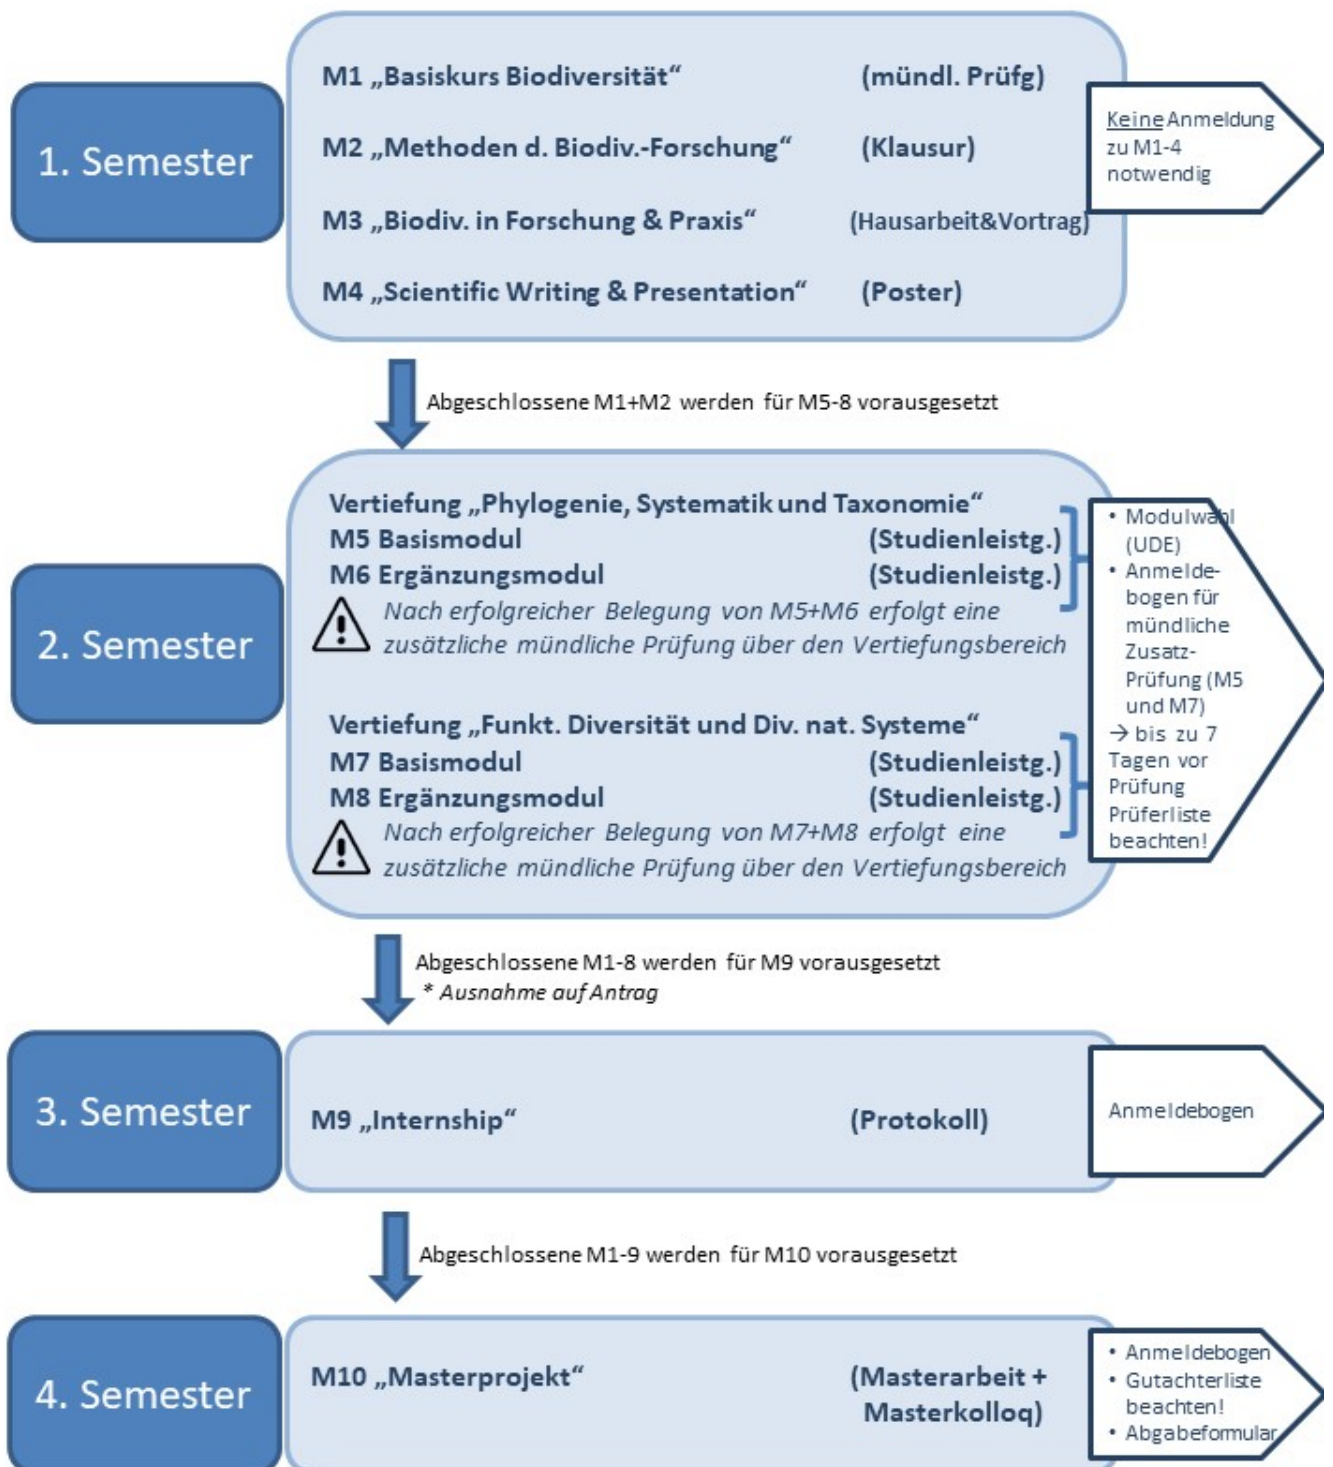 1. Semester
M1 „Basiskurs Biodiversität“ (mündl. Prüfg)
M2 „Methoden d. Biodiv.-Forschung“ (Klausur)
M3 „Biodiv. in Forschung & Praxis“ (Hausarbeit&Vortrag)
M4 „Scientific Writing & Presentation“ (Poster)
Keine Anmeldung
zu M1-4
notwendig
Abgeschlossene M1+M2 werden für M5-8 vorausgesetzt
2. Semester
Vertiefung „Phylogenie, Systematik und Taxonomie“
M5 Basismodul (Studienleistg.)
M6 Ergänzungsmodul (Studienleistg.)
Nach erfolgreicher Belegung von M5+M6 erfolgt eine
zusätzliche mündliche Prüfung über den Vertiefungsbereich
Vertiefung „Funkt. Diversität und Div. nat. Systeme“
M7 Basismodul (Studienleistg.)
M8 Ergänzungsmodul (Studienleistg.)
Nach erfolgreicher Belegung von M7+M8 erfolgt eine
zusätzliche mündliche Prüfung über den Vertiefungsbereich
• Modulwahl
(UDE)
• Anmelde-
bogen für
mündliche
Zusatz-
Prüfung (M5
und M7)
→ bis zu 7
Tagen vor
Prüfung
Prüferliste
beachten!
Abgeschlossene M1-8 werden für M9 vorausgesetzt
* Ausnahme auf Antrag
3. Semester
M9 „Internship“ (Protokoll)
Anmeldebogen
Abgeschlossene M1-9 werden für M10 vorausgesetzt
4. Semester
M10 „Masterprojekt“ (Masterarbeit +
Masterkolloq)
• Anmeldebogen
• Gutachterliste
beachten!
• Abgabeformular